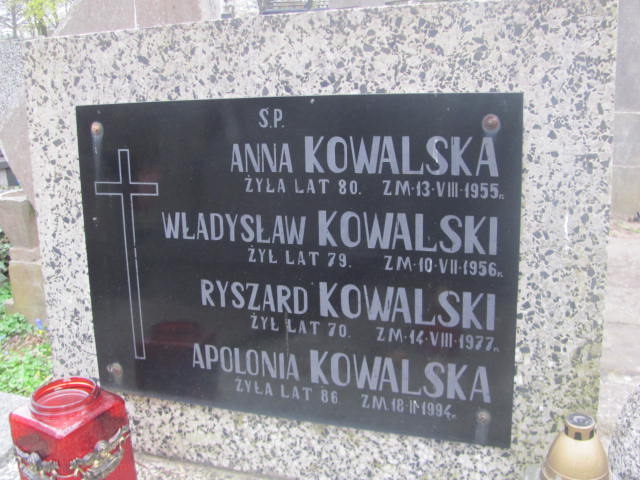 Ś.P.
ANNA KOWALSKA
ŻYŁA LAT 80. ZM·13·VIII·1955r.
WŁADYSŁAW KOWALSKI
ŻYŁ LAT 79. ZM·10·VII·1956r.
RYSZARD KOWALSKI
ŻYŁ LAT 70. ZM·14·VIII·1977r.
APOLONIA KOWALSKA
ŻYŁA LAT 86 ZM.18·II·1994r.